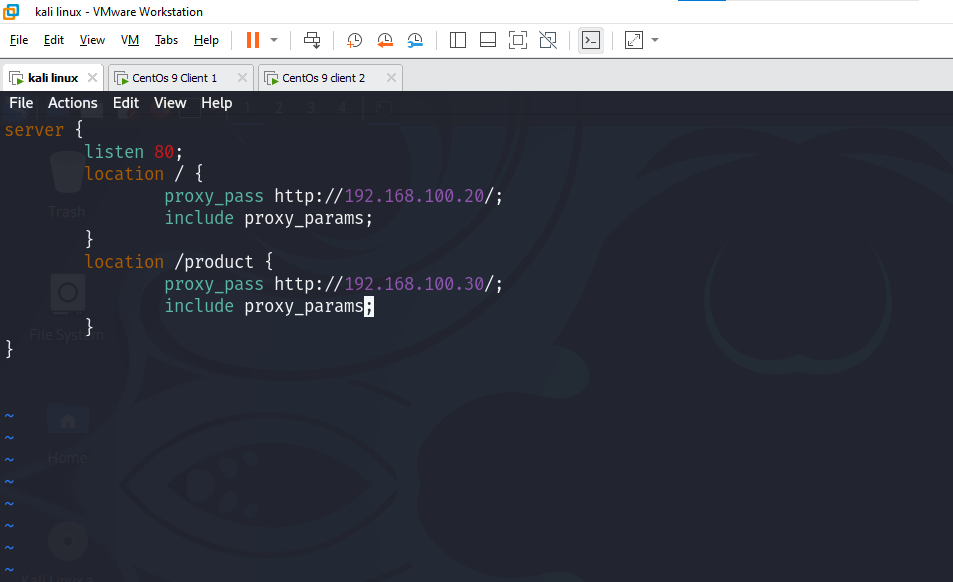 kali linux - VMware Workstation
File Edit View VM Tabs Help
kali linux CentOs 9 Client 1 CentOs 9 client 2
File Actions Edit View Help
1 2 3 4
server {
listen 80;
location / {
proxy_pass http://192.168.100.20/;
include proxy_params;
}
location /product {
proxy_pass http://192.168.100.30/;
include proxy_params;
}
}
Trash
File System
Home
~
~
~
~
~
~
~
~